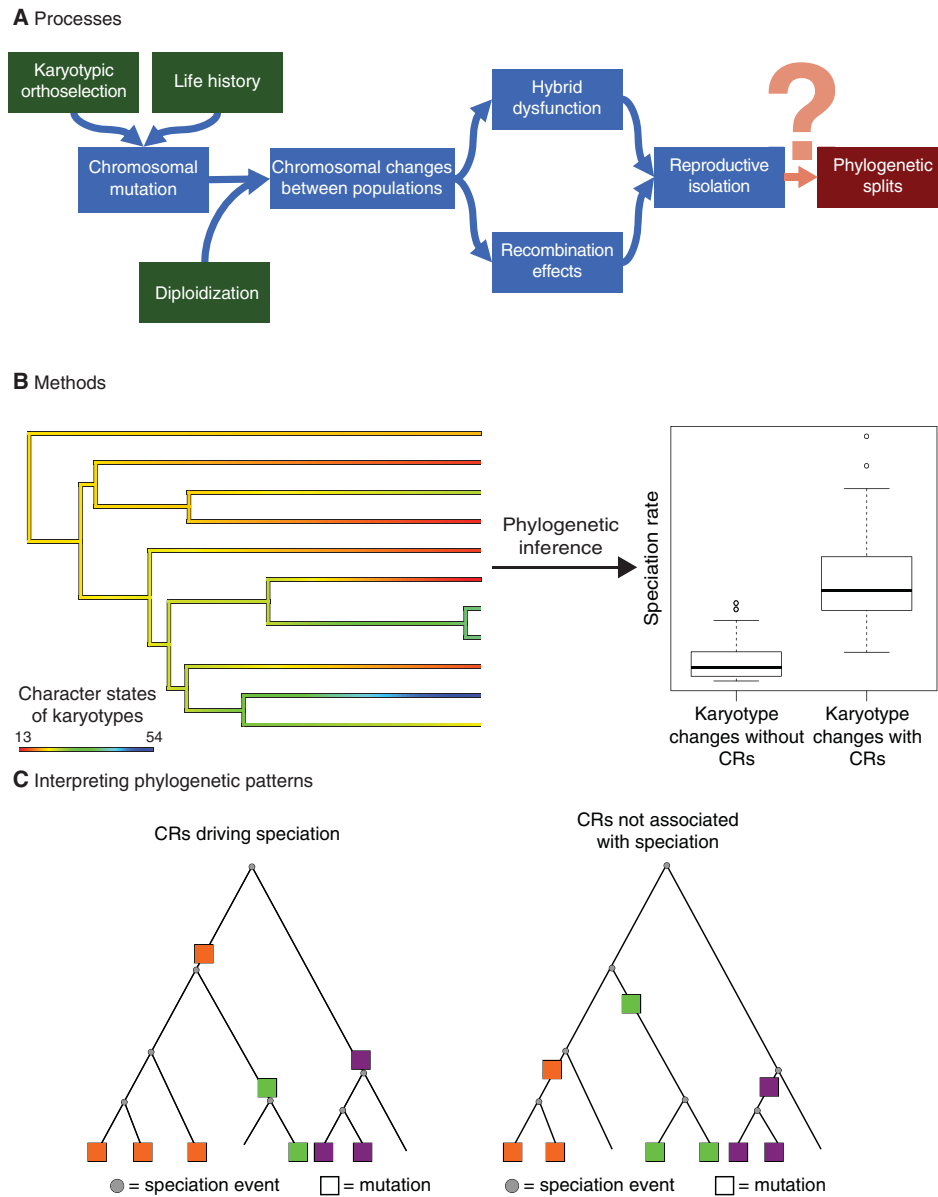 A Processes
Karyotypic
orthoselection
Life history
Chromosomal
mutation
Chromosomal changes
between populations
Diploidization
Hybrid
dysfunction
Recombination
effects
Reproductive
isolation
?
Phylogenetic
splits
B Methods
Character states
of karyotypes
13 54
Phylogenetic
inference
Speciation rate
Karyotype
changes without
CRs
Karyotype
changes with
CRs
C Interpreting phylogenetic patterns
CRs driving speciation
CRs not associated
with speciation
= speciation event = mutation
= speciation event = mutation